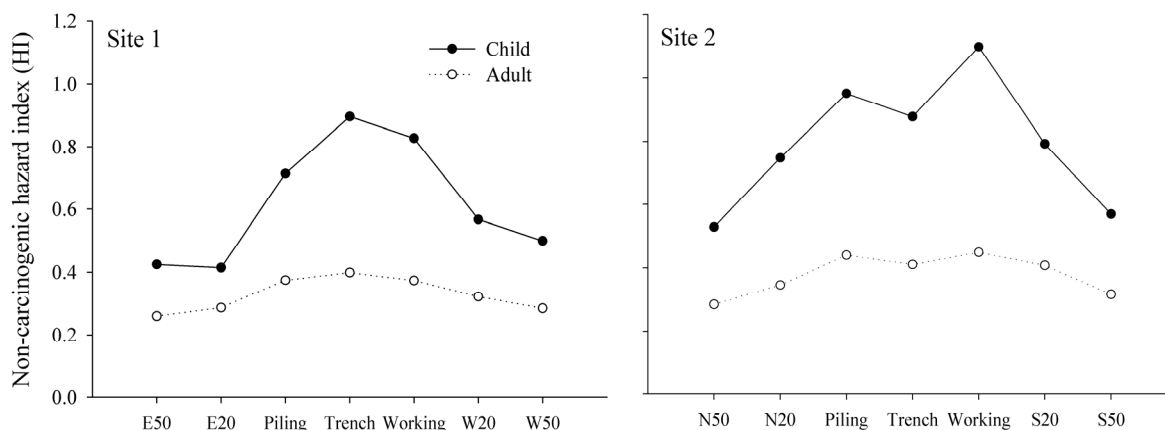 Non-carcinogenic hazard index (HI)
1.2
1.0
0.8
0.6
0.4
0.2
0.0
Site 1
Child
Adult
E50 E20 Piling Trench Working W20 W50
Site 2
N50 N20 Piling Trench Working S20 S50